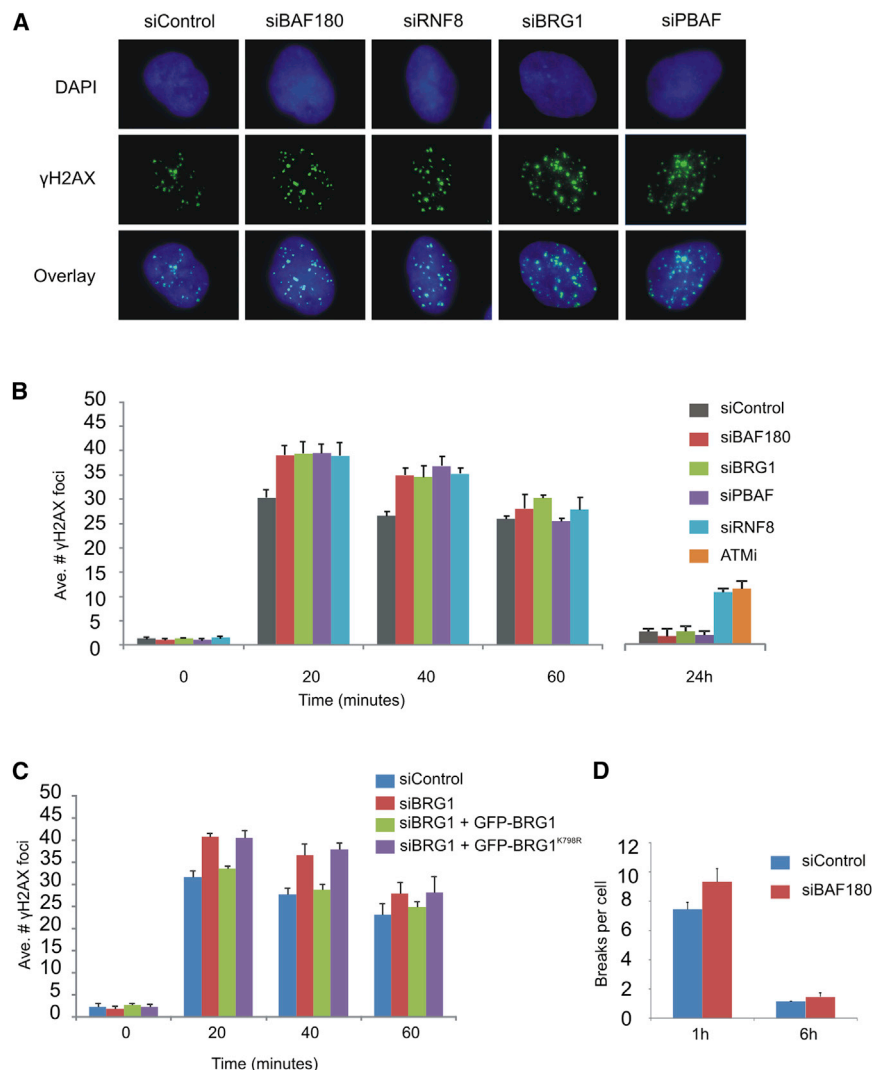 A
siControl siBAF180 siRNF8 siBRG1 siPBAF
DAPI
γH2AX
Overlay
B
Ave. # γH2AX foci
50
45
40
35
30
25
20
15
10
5
0
0 20 40 60 24h
Time (minutes)
siControl
siBAF180
siBRG1
siPBAF
siRNF8
ATMi
C
Ave. # γH2AX foci
50
45
40
35
30
25
20
15
10
5
0
0 20 40 60
Time (minutes)
siControl
siBRG1
siBRG1 + GFP-BRG1
siBRG1 + GFP-BRG1K798R
D
Breaks per cell
12
10
8
6
4
2
0
1h 6h
siControl
siBAF180